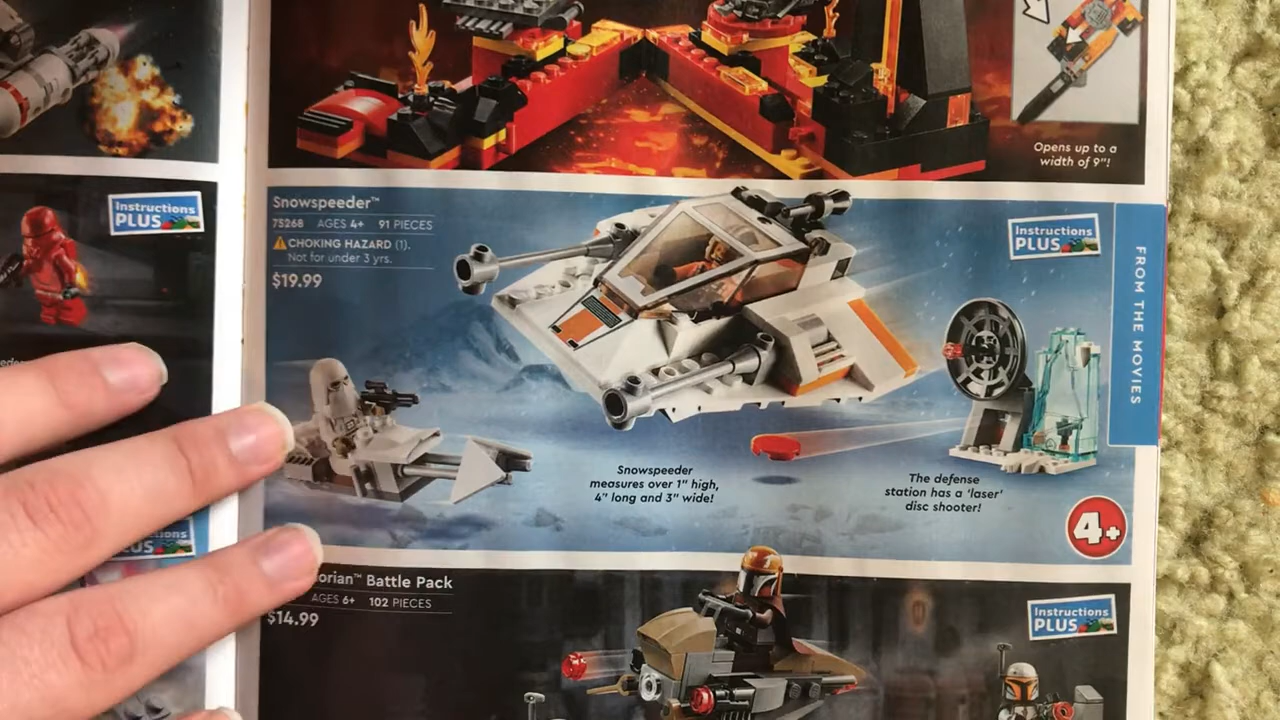 Opens up to a
width of 9"!
Instructions
PLUS
Snowspeeder™
75268 AGES 4+ 91 PIECES
CHOKING HAZARD (1).
Not for under 3 yrs.
$19.99
Instructions
PLUS
FROM THE MOVIES
Snowspeeder
measures over 1" high,
4" long and 3" wide!
The defense
station has a 'laser'
disc shooter!
4+
orian™ Battle Pack
AGES 6+ 102 PIECES
$14.99
Instructions
PLUS